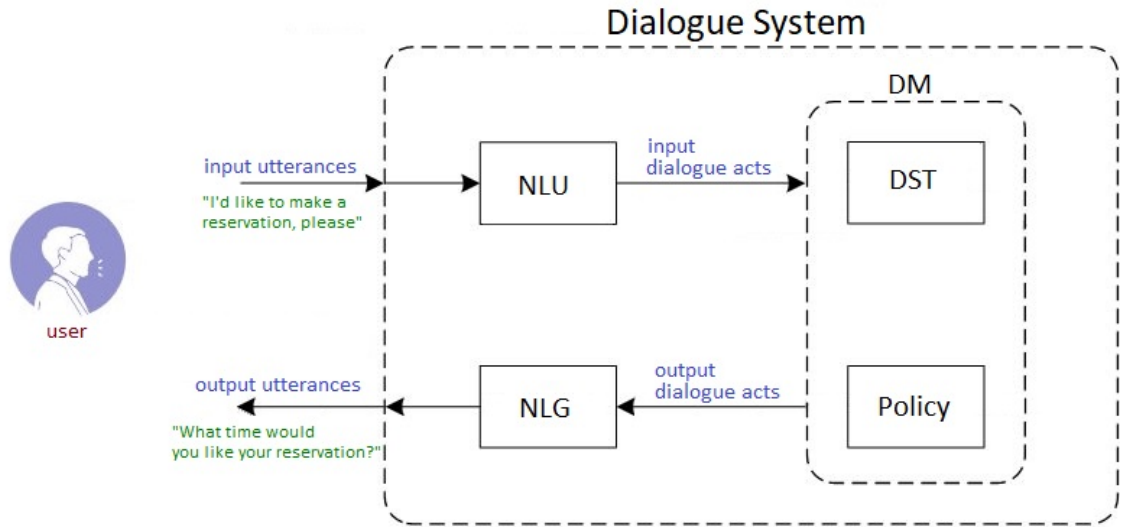 Dialogue System
DM
input utterances
"I'd like to make a
reservation, please"
NLU
input
dialogue acts
DST
user
output utterances
"What time would
you like your reservation?"
NLG
output
dialogue acts
Policy